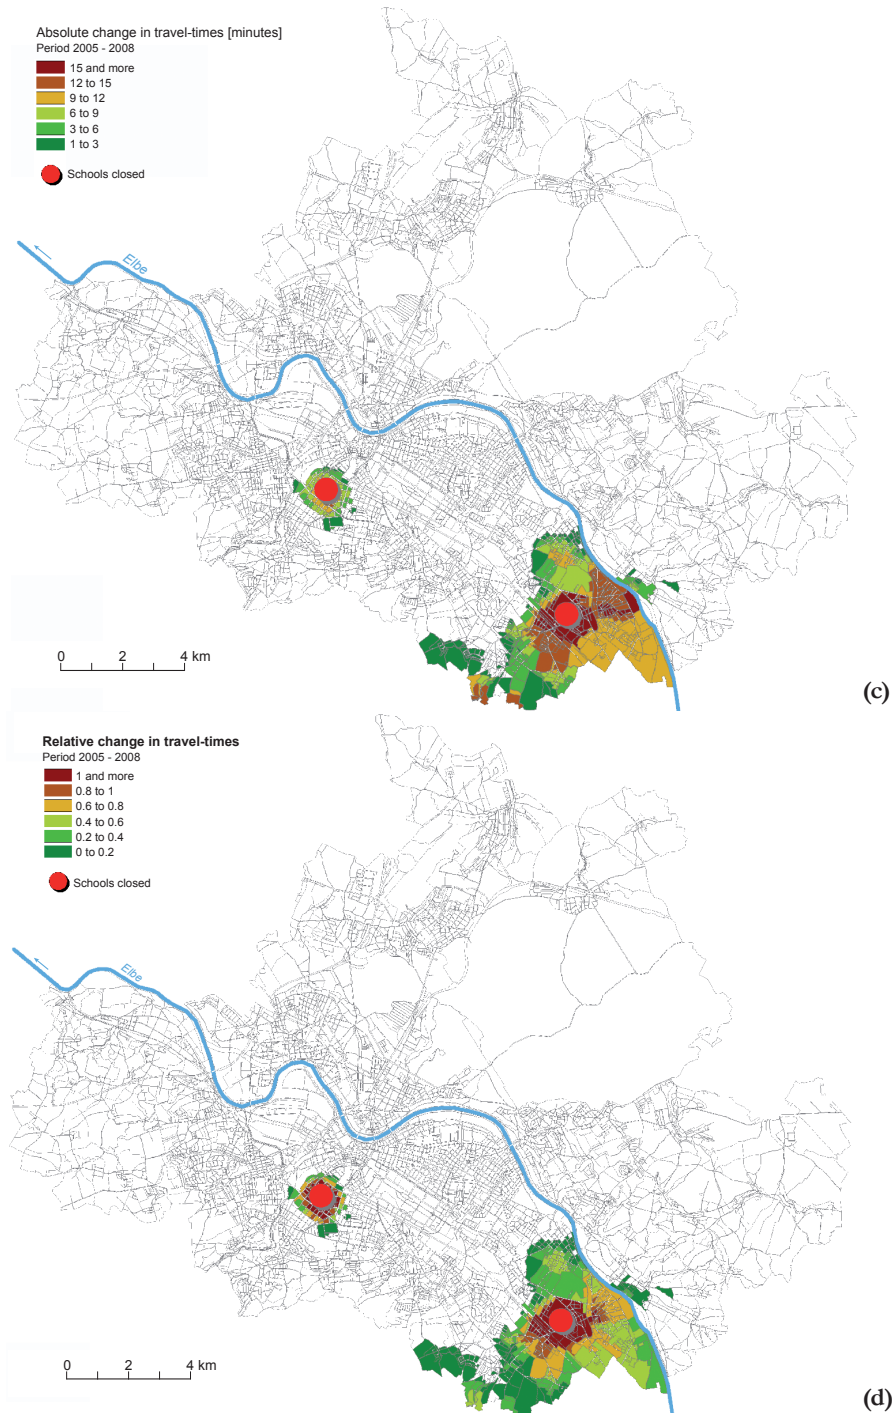 Absolute change in travel-times [minutes]
Period 2005 - 2008
15 and more
12 to 15
9 to 12
6 to 9
3 to 6
1 to 3
Schools closed
Elbe
0 2 4 km
(c)
Relative change in travel-times
Period 2005 - 2008
1 and more
0.8 to 1
0.6 to 0.8
0.4 to 0.6
0.2 to 0.4
0 to 0.2
Schools closed
Elbe
0 2 4 km
(d)